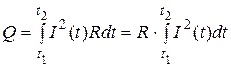 Q = ∫_{t₁}^{t₂} I²(t)Rdt = R · ∫_{t₁}^{t₂} I²(t)dt